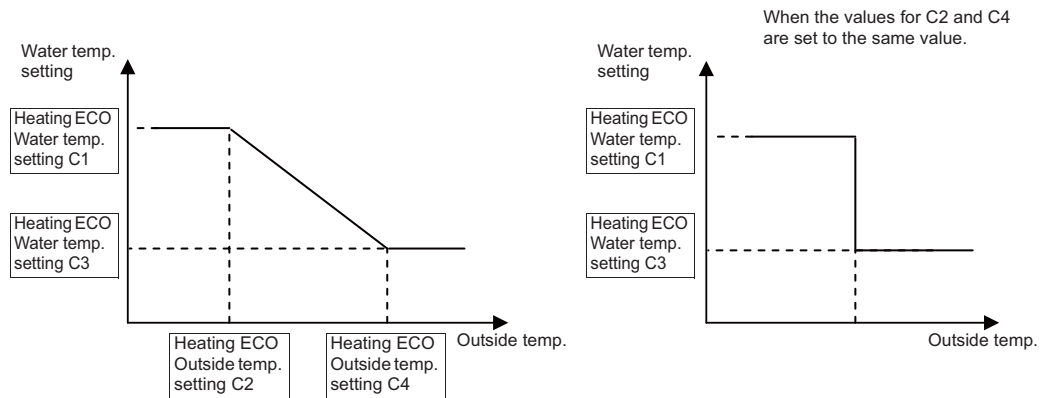 When the values for C2 and C4
are set to the same value.
Water temp.
setting
Heating ECO
Water temp.
setting C1
Heating ECO
Water temp.
setting C3
Heating ECO
Outside temp.
setting C2
Heating ECO
Outside temp.
setting C4
Outside temp.
Water temp.
setting
Heating ECO
Water temp.
setting C1
Heating ECO
Water temp.
setting C3
Outside temp.